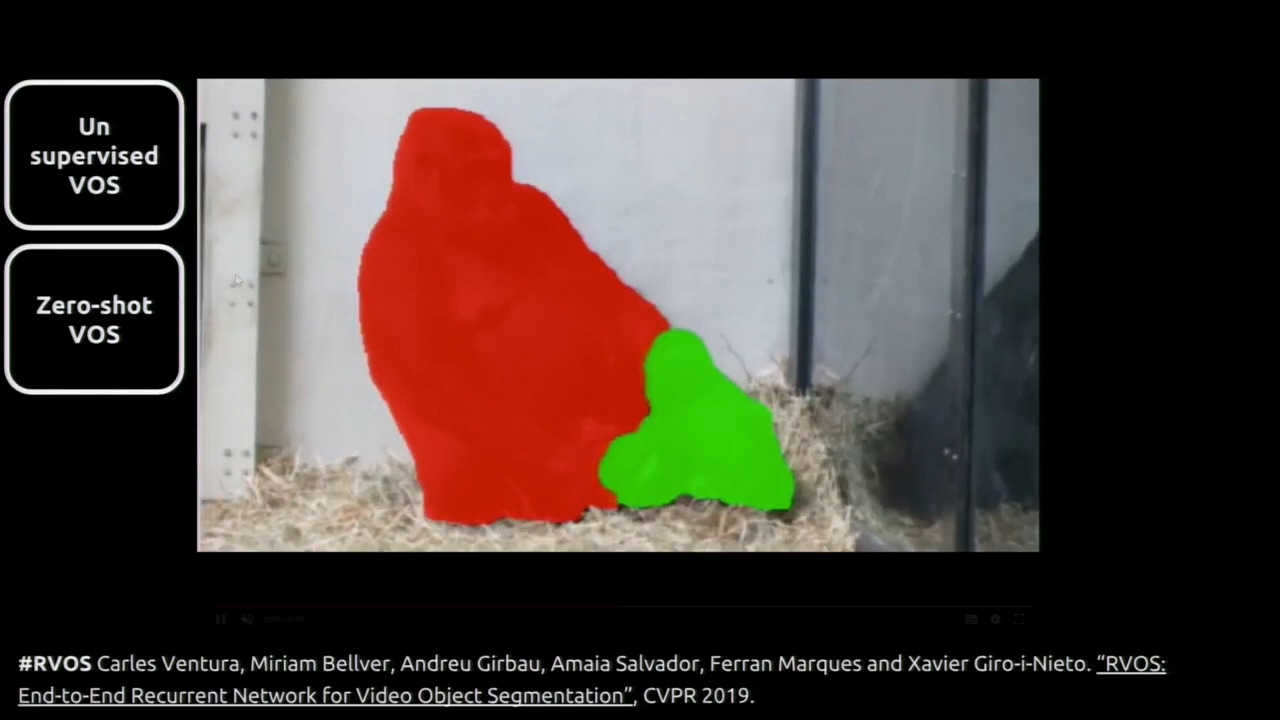 Un
supervised
VOS
Zero-shot
VOS
#RVOS Carles Ventura, Miriam Bellver, Andreu Girbau, Amaia Salvador, Ferran Marques and Xavier Giro-i-Nieto. “RVOS:
End-to-End Recurrent Network for Video Object Segmentation”, CVPR 2019.